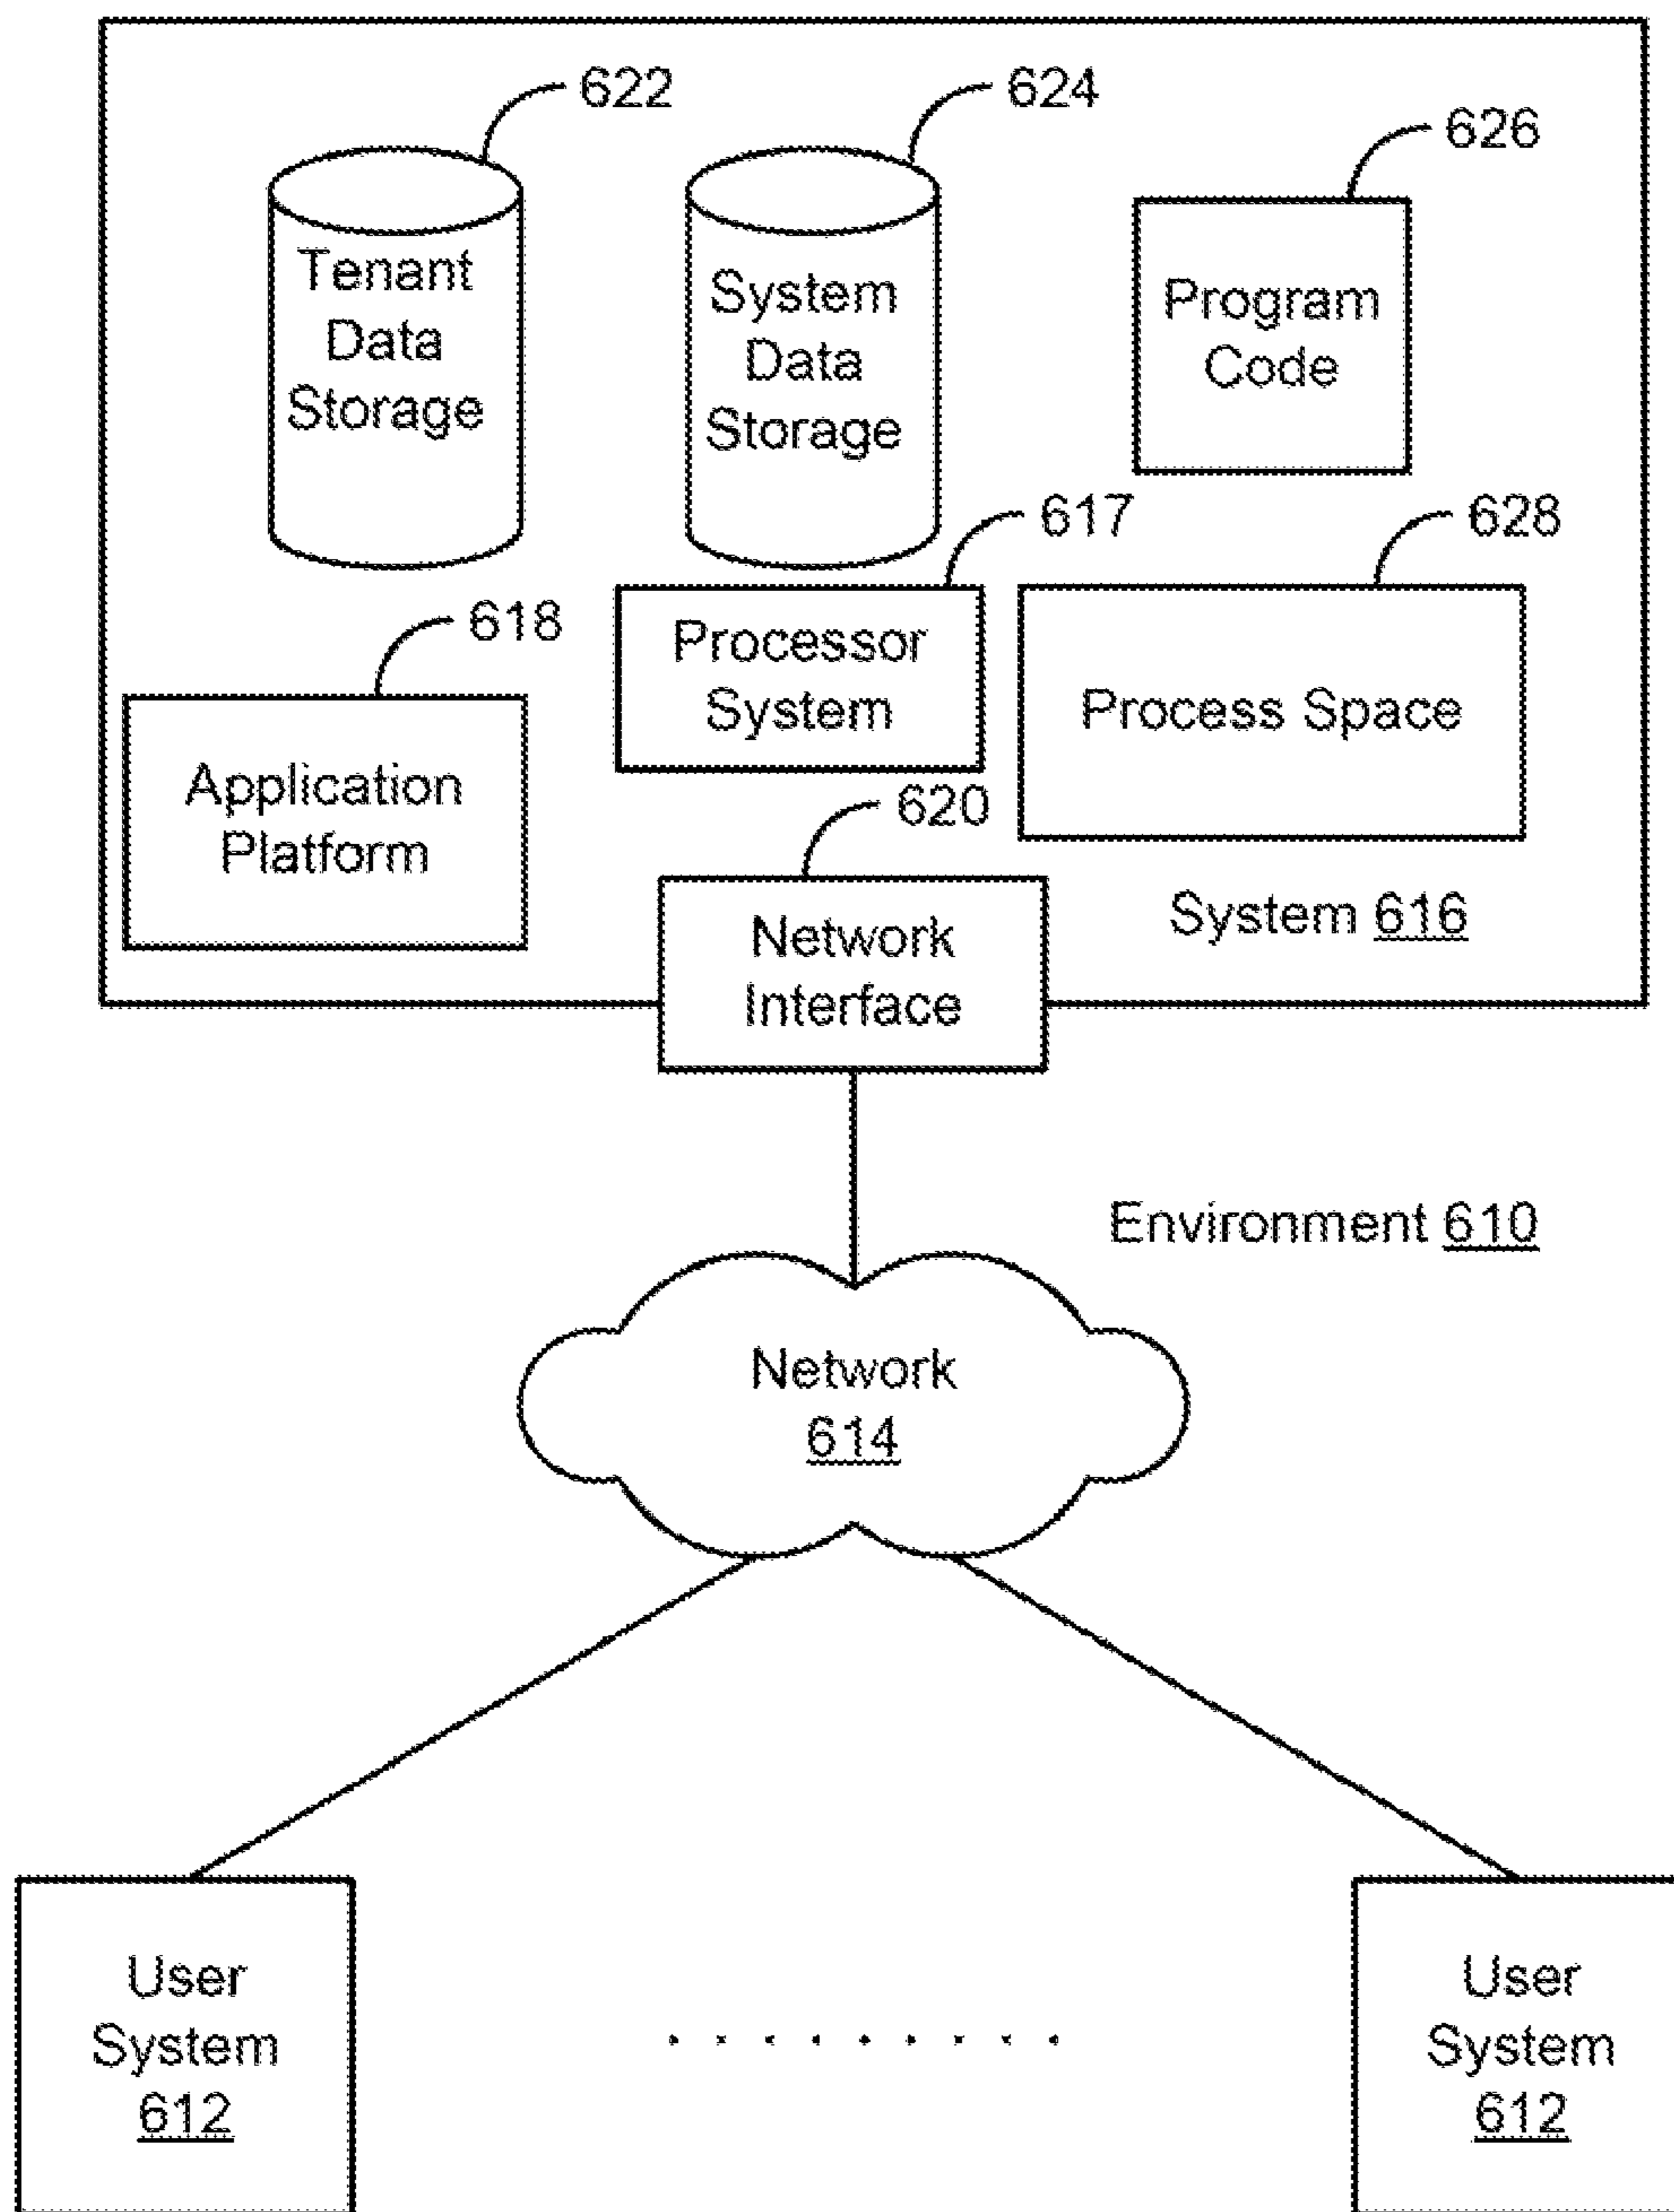 622
624
626
Tenant
Data
Storage
System
Data
Storage
Program
Code
617
628
618
Processor
System
Process Space
Application
Platform
620
Network
Interface
System 616
Environment 610
Network
614
User
System
612
User
System
612